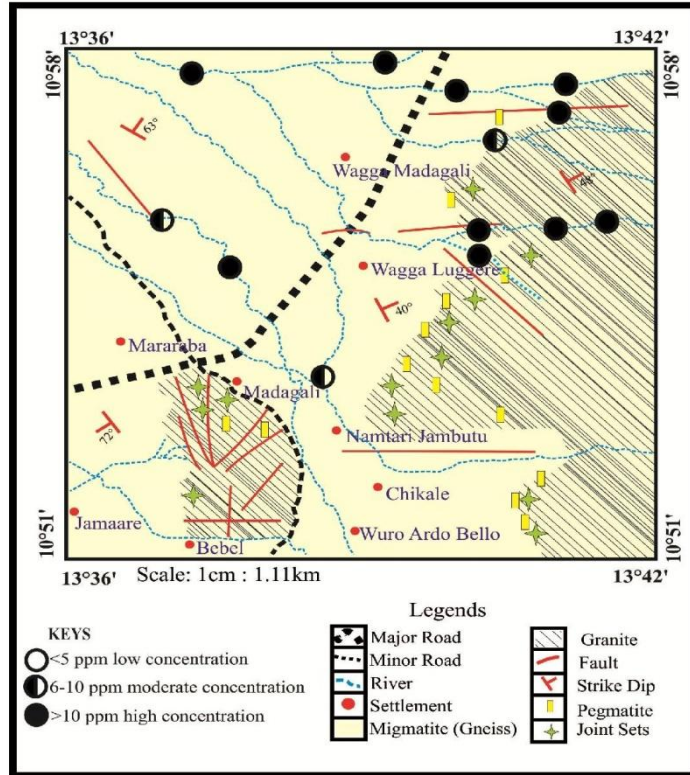 13°36'
13°42'
10°58'
10°58'
63°
Wagga Madagali
48°
Wagga Luggere
40°
Mararaba
Madagali
72°
Namtari Jambutu
Chikale
Jamaare
Wuro Ardo Bello
Bebel
10°51'
10°51'
13°36'
13°42'
Scale: 1cm : 1.11km
Legends
KEYS
<5 ppm low concentration
6-10 ppm moderate concentration
>10 ppm high concentration
Major Road
Minor Road
River
Settlement
Migmatite (Gneiss)
Granite
Fault
Strike Dip
Pegmatite
Joint Sets